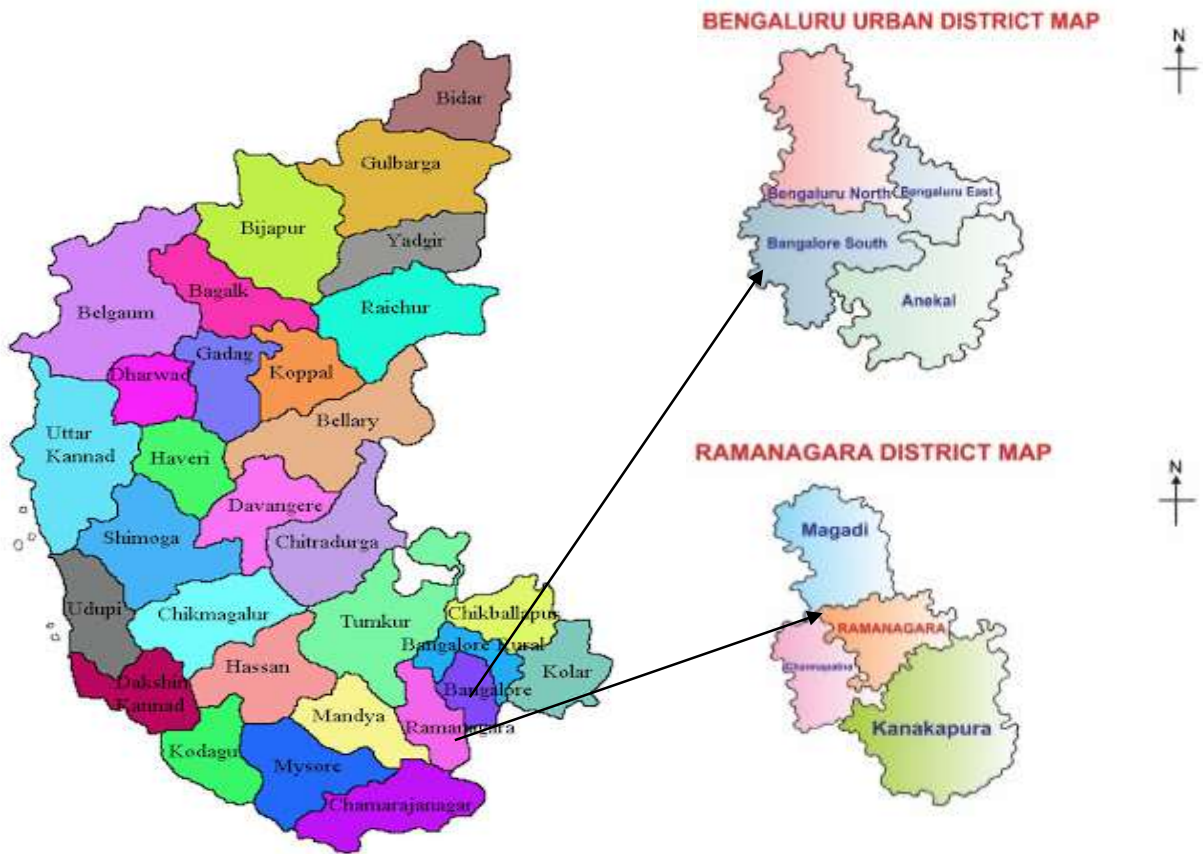 BENGALURU URBAN DISTRICT MAP
N
Bengaluru North
Bengaluru East
Bangalore South
Anekal
RAMANAGARA DISTRICT MAP
N
Magadi
RAMANAGARA
Channapatna
Kanakapura
Bidar
Gulbarga
Bijapur
Yadgir
Bagalk
Belgaum
Raichur
Gadag
Dharwad
Koppal
Bellary
Uttar
Kannad
Haveri
Davangere
Shimoga
Chitradurga
Udupi
Chikmagalur
Tumkur
Chikballapur
Bangalore Rural
Hassan
Kolar
Dakshin
Kannad
Bangalore
Mandya
Ramanagara
Kodagu
Mysore
Chamarajanagar